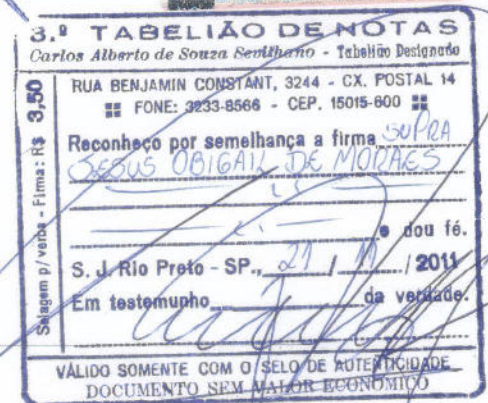 3.º TABELIÃO DE NOTAS
Carlos Alberto de Souza Sevilhano - Tabelião Designado
Selagem p/ verba - Firma: R$ 3,50
RUA BENJAMIN CONSTANT, 3244 - CX. POSTAL 14
FONE: 3233-8566 - CEP. 15015-600
Reconheço por semelhança a firma SUPRA
JESUS OBIGAIL DE MORAES
e dou fé.
S. J. Rio Preto - SP., 21 / 11 / 2011
Em testemunho da verdade.
VÁLIDO SOMENTE COM O SELO DE AUTENTICIDADE
DOCUMENTO SEM VALOR ECONÔMICO